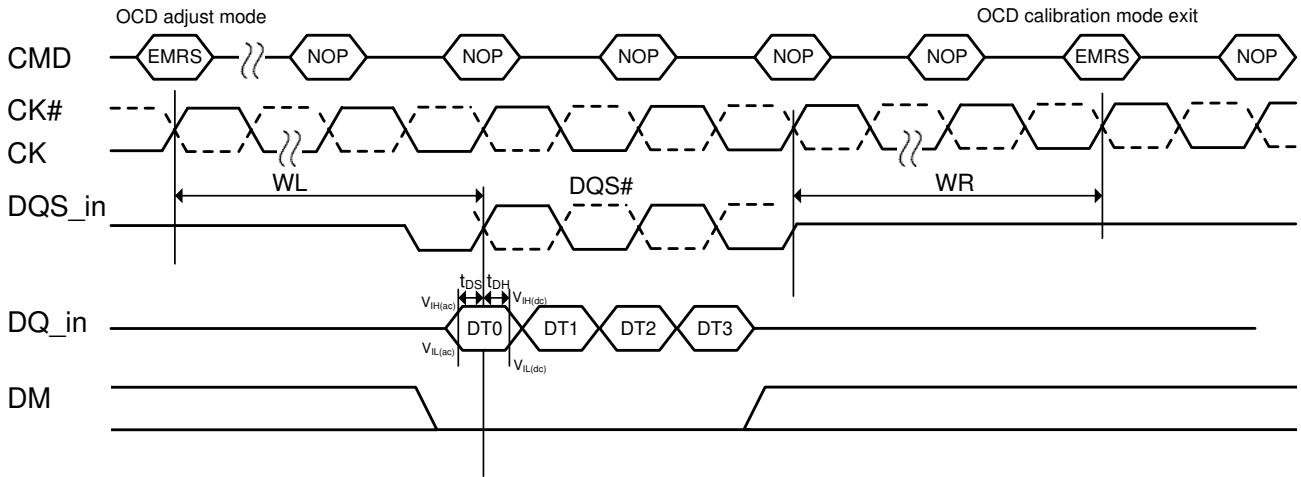 OCD adjust mode
OCD calibration mode exit
CMD
EMRS
NOP
NOP
NOP
NOP
NOP
EMRS
NOP
CK#
CK
WL
DQS#
WR
DQS_in
tDS
tDH
VIH(ac)
VIH(dc)
DQ_in
DT0
DT1
DT2
DT3
VIL(ac)
VIL(dc)
DM